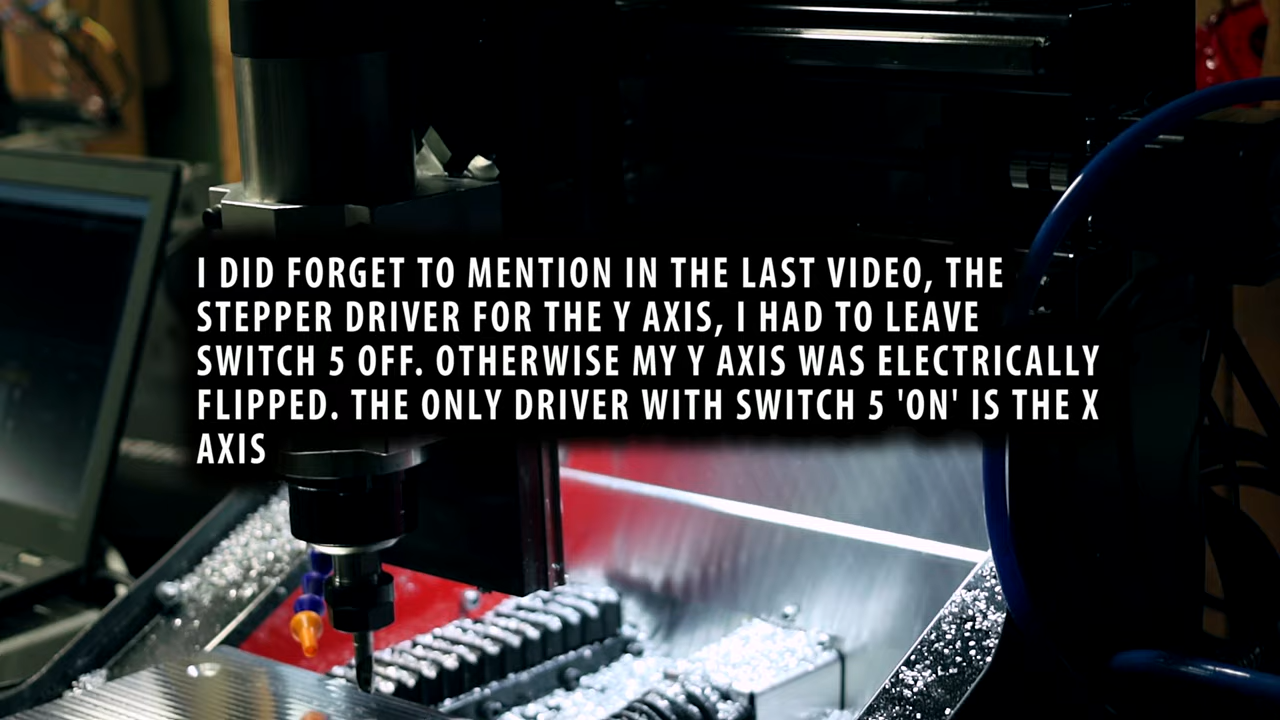 I DID FORGET TO MENTION IN THE LAST VIDEO, THE
STEPPER DRIVER FOR THE Y AXIS, I HAD TO LEAVE
SWITCH 5 OFF. OTHERWISE MY Y AXIS WAS ELECTRICALLY
FLIPPED. THE ONLY DRIVER WITH SWITCH 5 'ON' IS THE X
AXIS